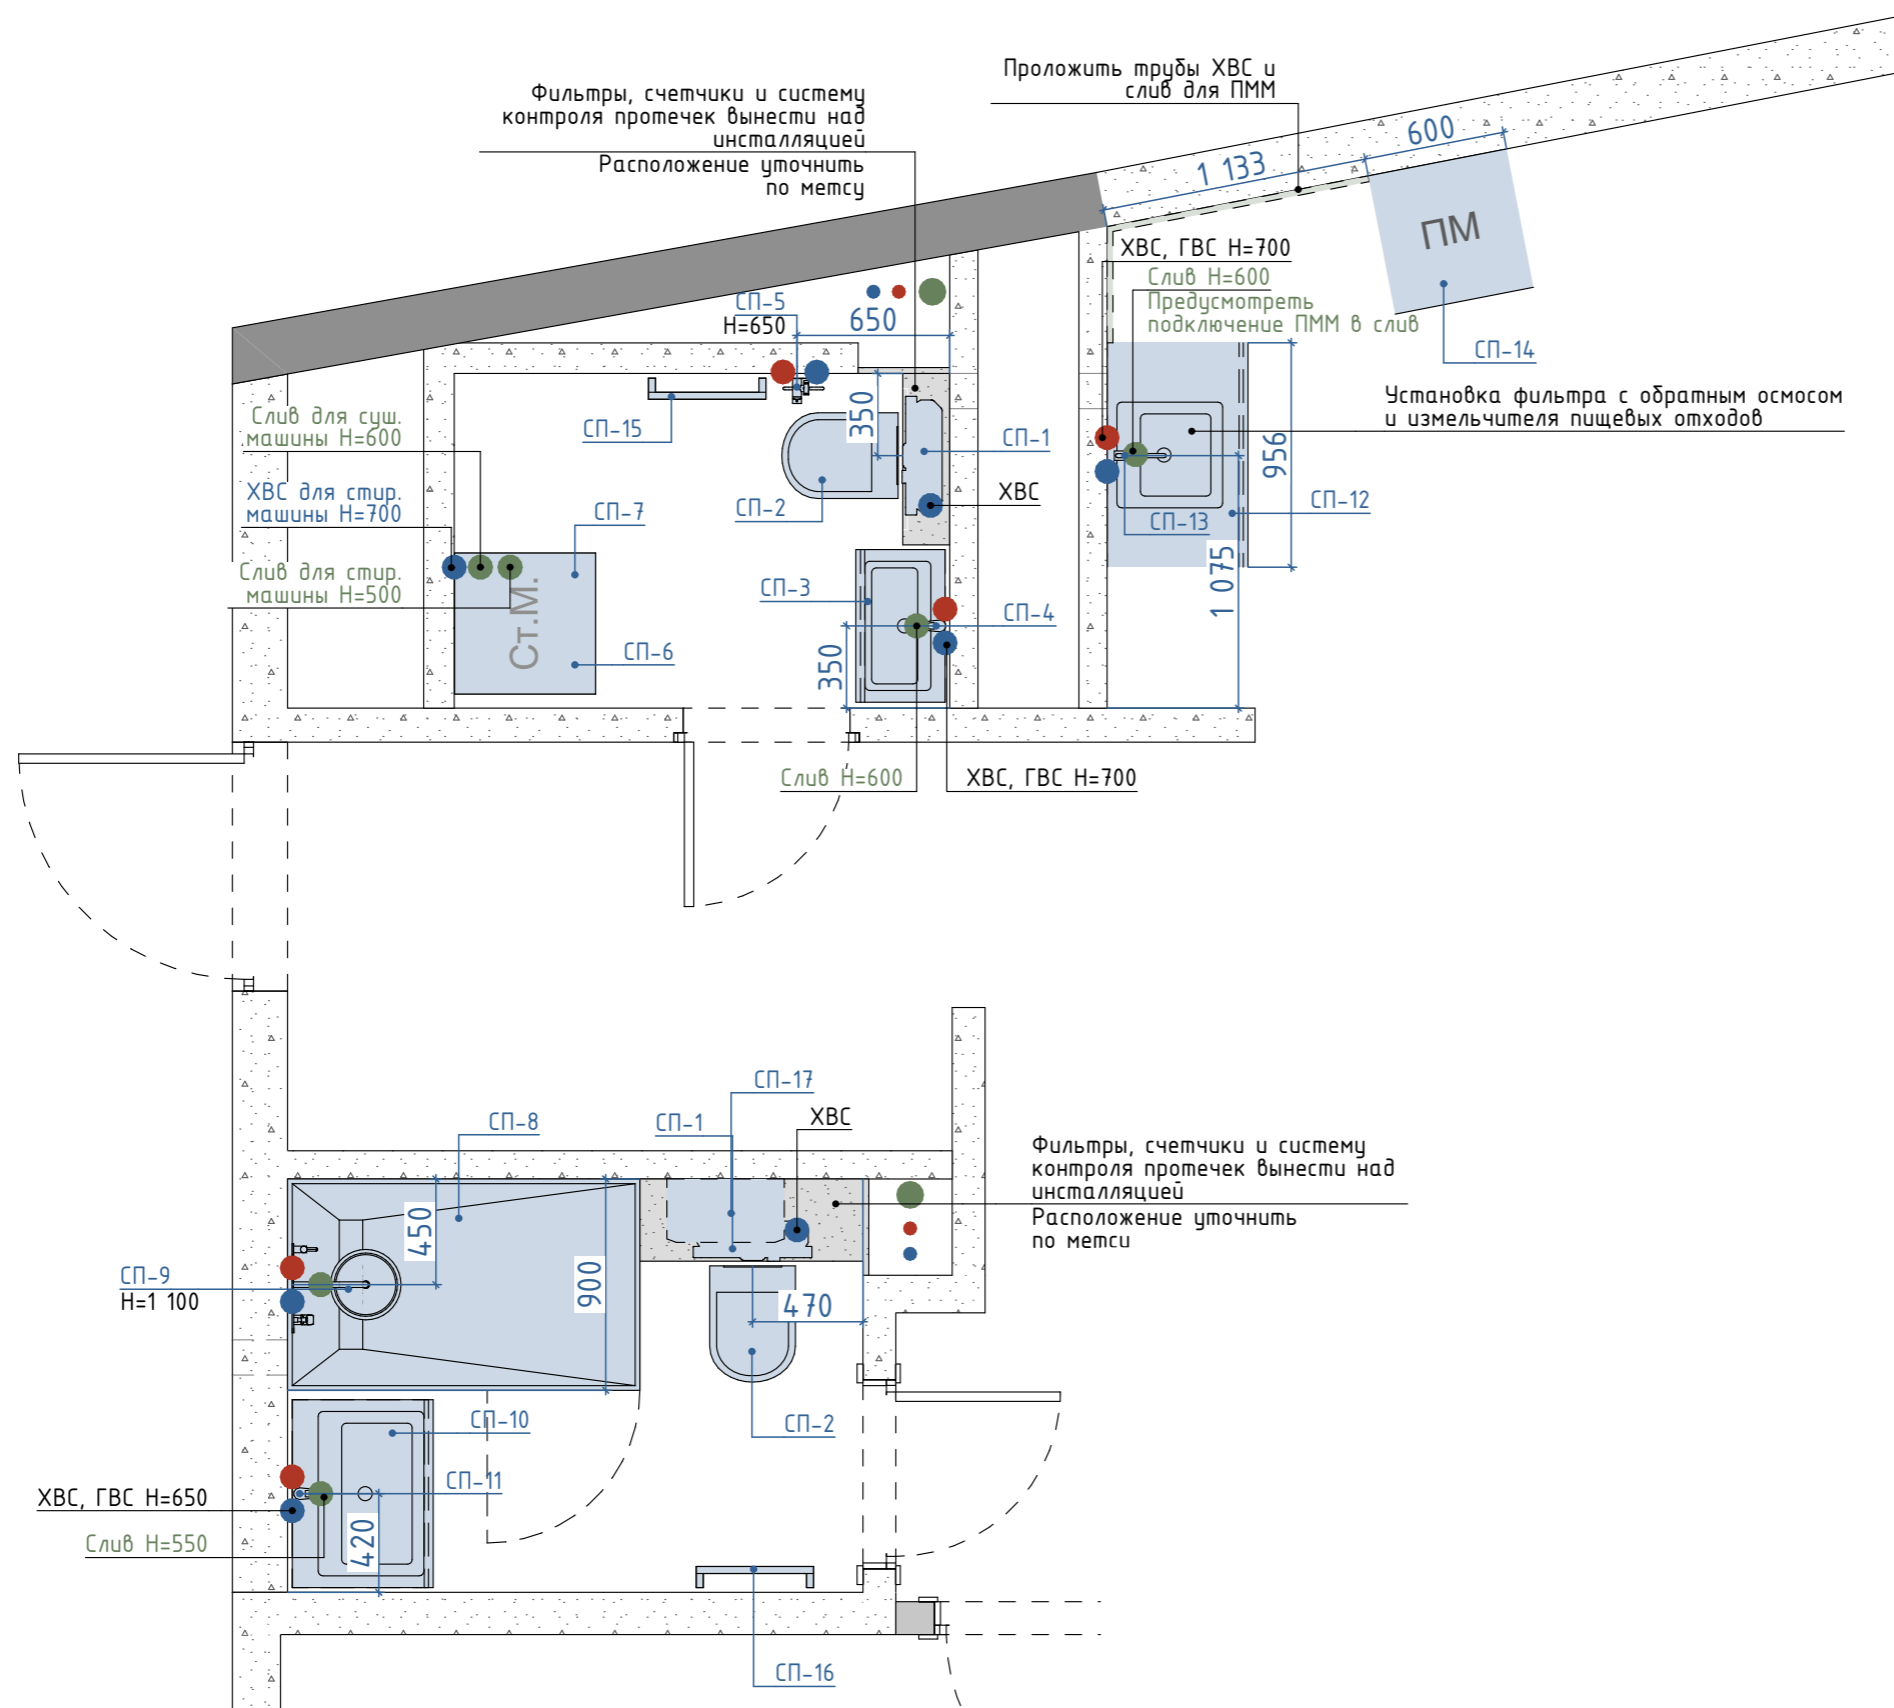 Проложить трубы ХВС и
слив для ПММ
Фильтры, счетчики и систему
контроля протечек вынести над
инсталляцией
Расположение уточнить
по метсу
600
1 133
ПМ
ХВС, ГВС H=700
Слив H=600
Предусмотреть
подключение ПММ в слив
СП-14
СП-5
H=650
650
Установка фильтра с обратным осмосом
и измельчителя пищевых отходов
Слив для суш.
машины H=600
СП-15
350
СП-1
956
ХВС для стир.
машины H=700
СП-7
СП-2
ХВС
СП-12
СП-13
Слив для стир.
машины H=500
Ст.М.
СП-3
СП-4
1 075
СП-6
350
Слив H=600
ХВС, ГВС H=700
СП-17
СП-8
СП-1
ХВС
Фильтры, счетчики и систему
контроля протечек вынести над
инсталляцией
Расположение уточнить
по метси
450
СП-9
H=1 100
900
470
СП-10
СП-2
СП-11
ХВС, ГВС H=650
Слив H=550
420
СП-16